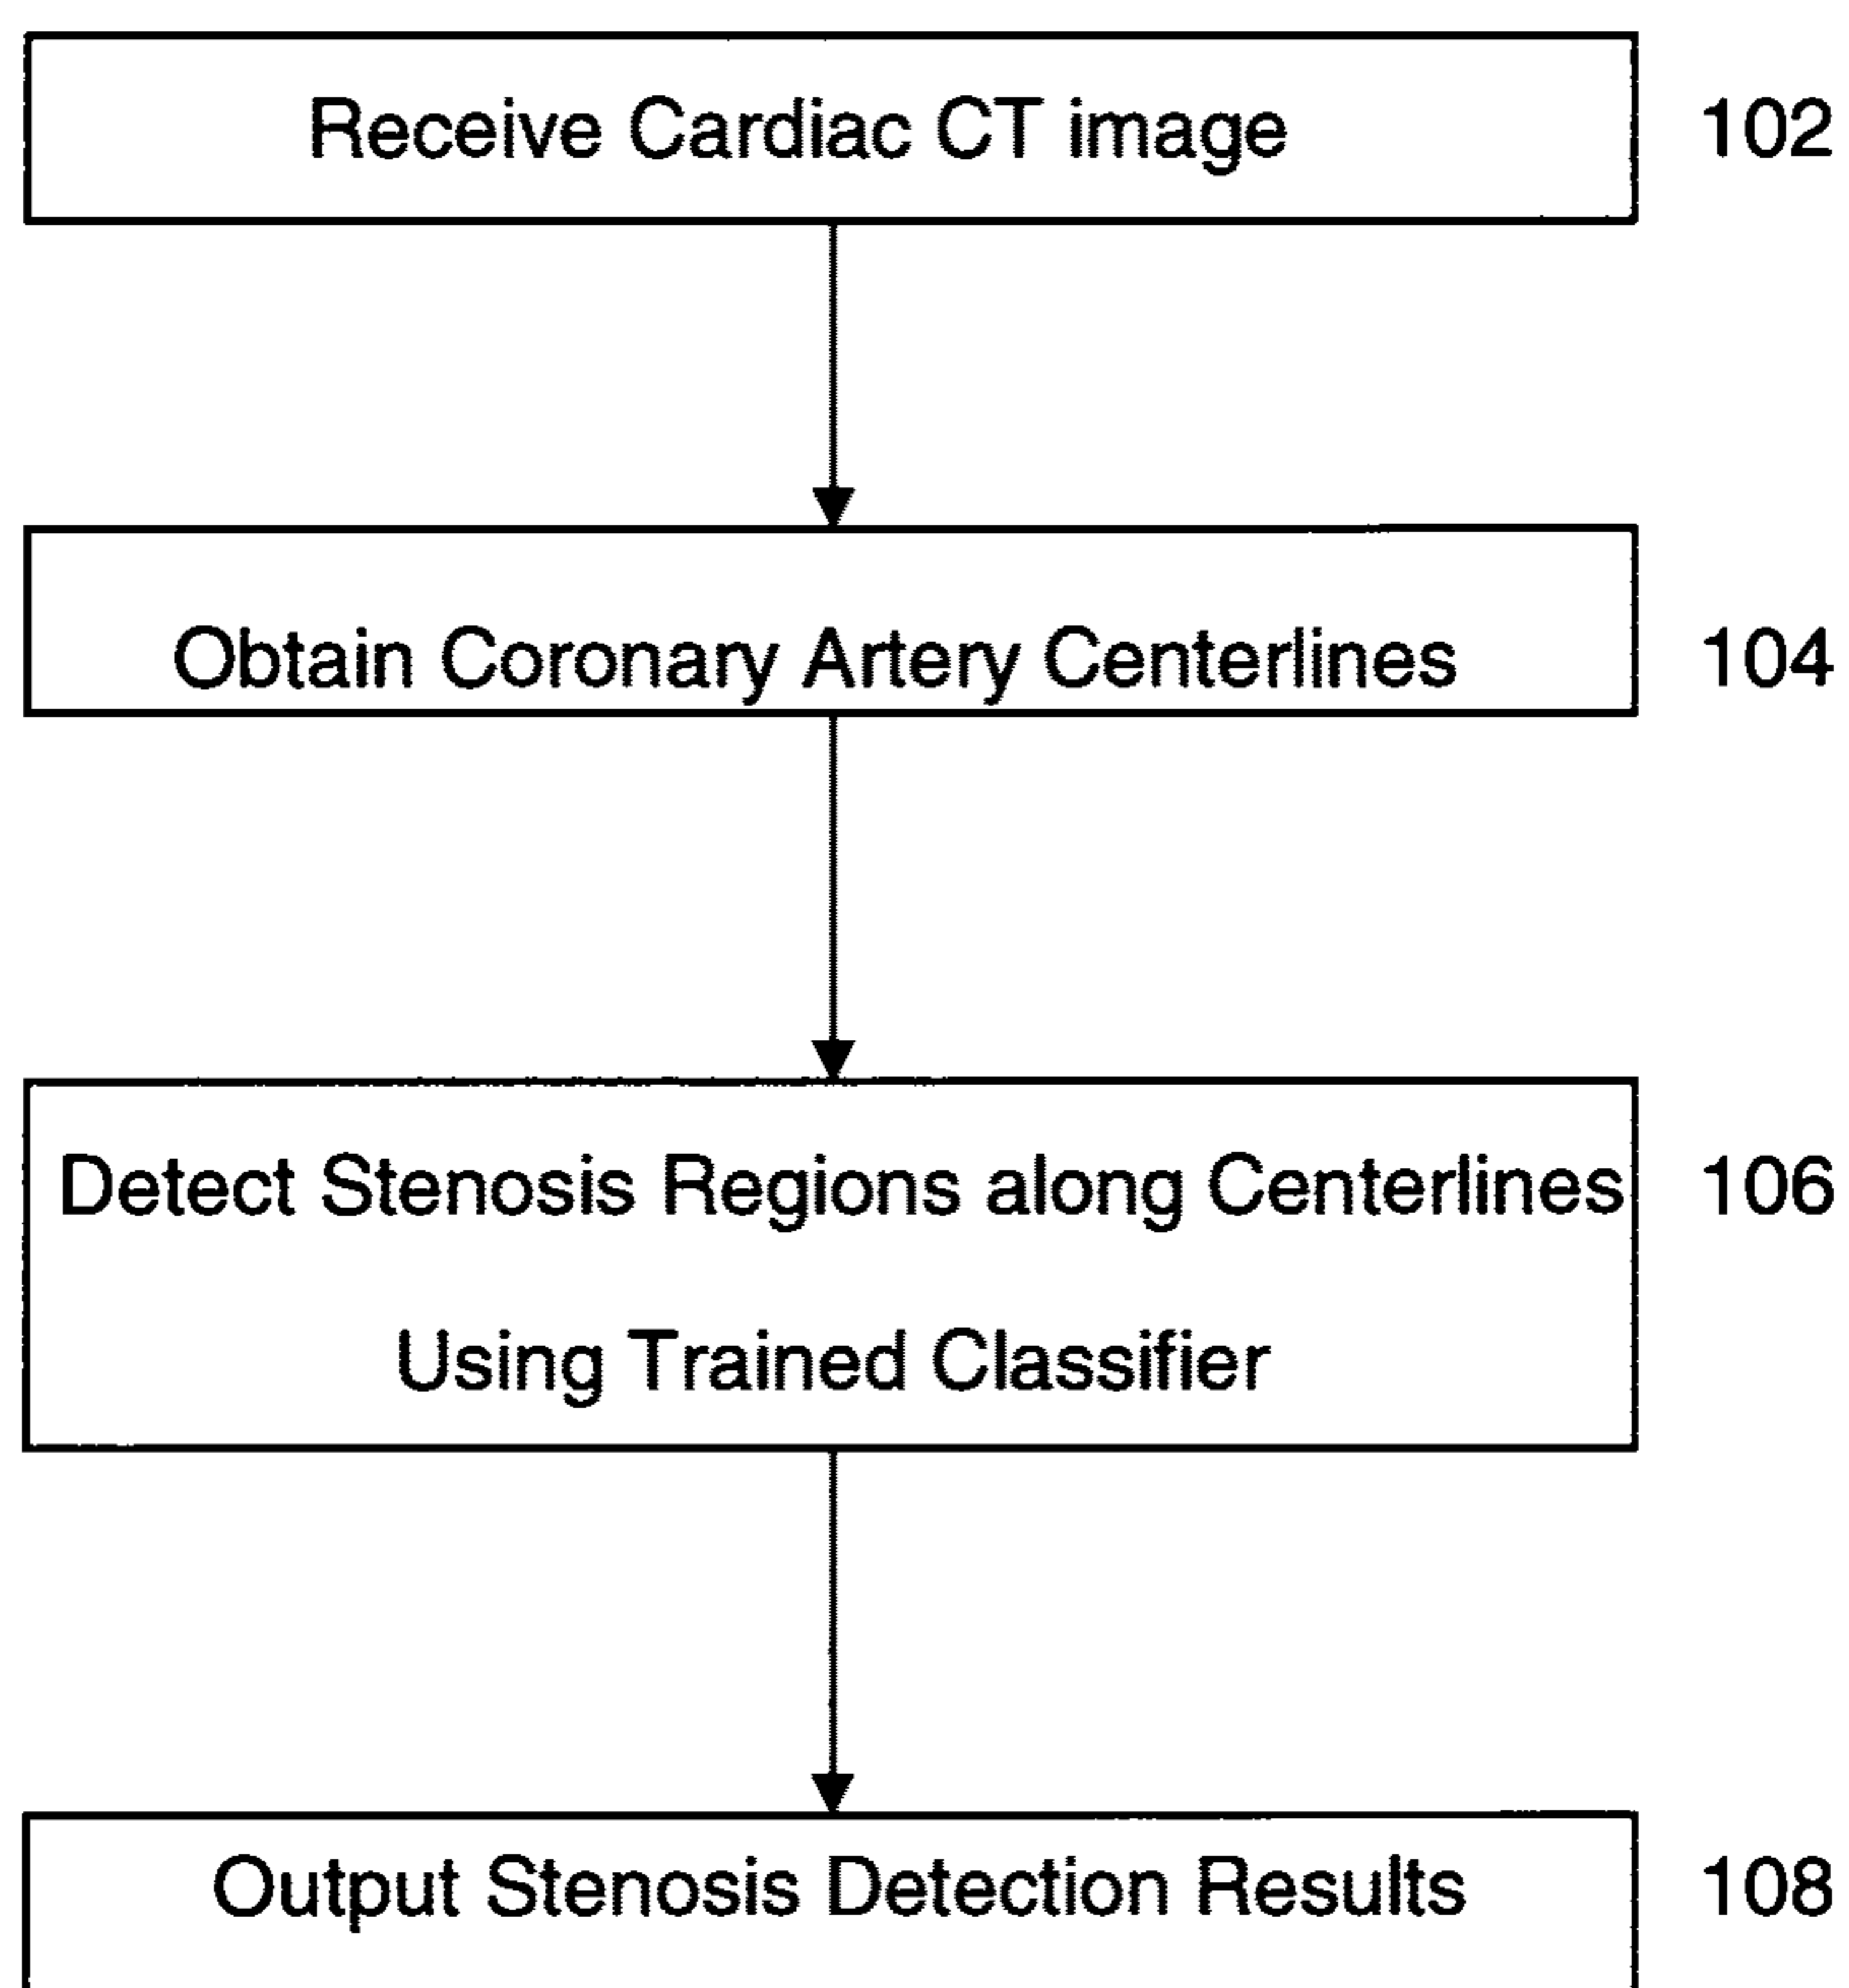 Receive Cardiac CT image 102
Obtain Coronary Artery Centerlines 104
Detect Stenosis Regions along Centerlines 106
Using Trained Classifier
Output Stenosis Detection Results 108